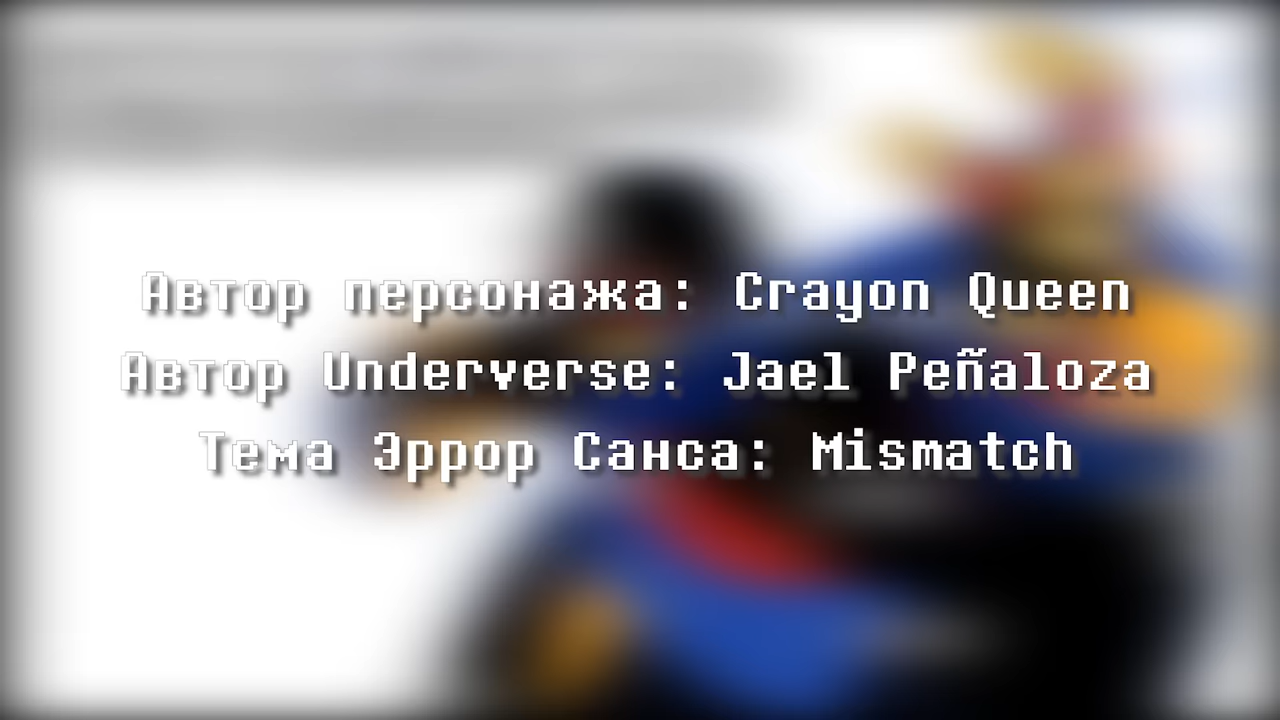 Автор персонажа: Crayon Queen
Автор Underverse: Jael Peñaloza
Тема Эррор Санса: Mismatch